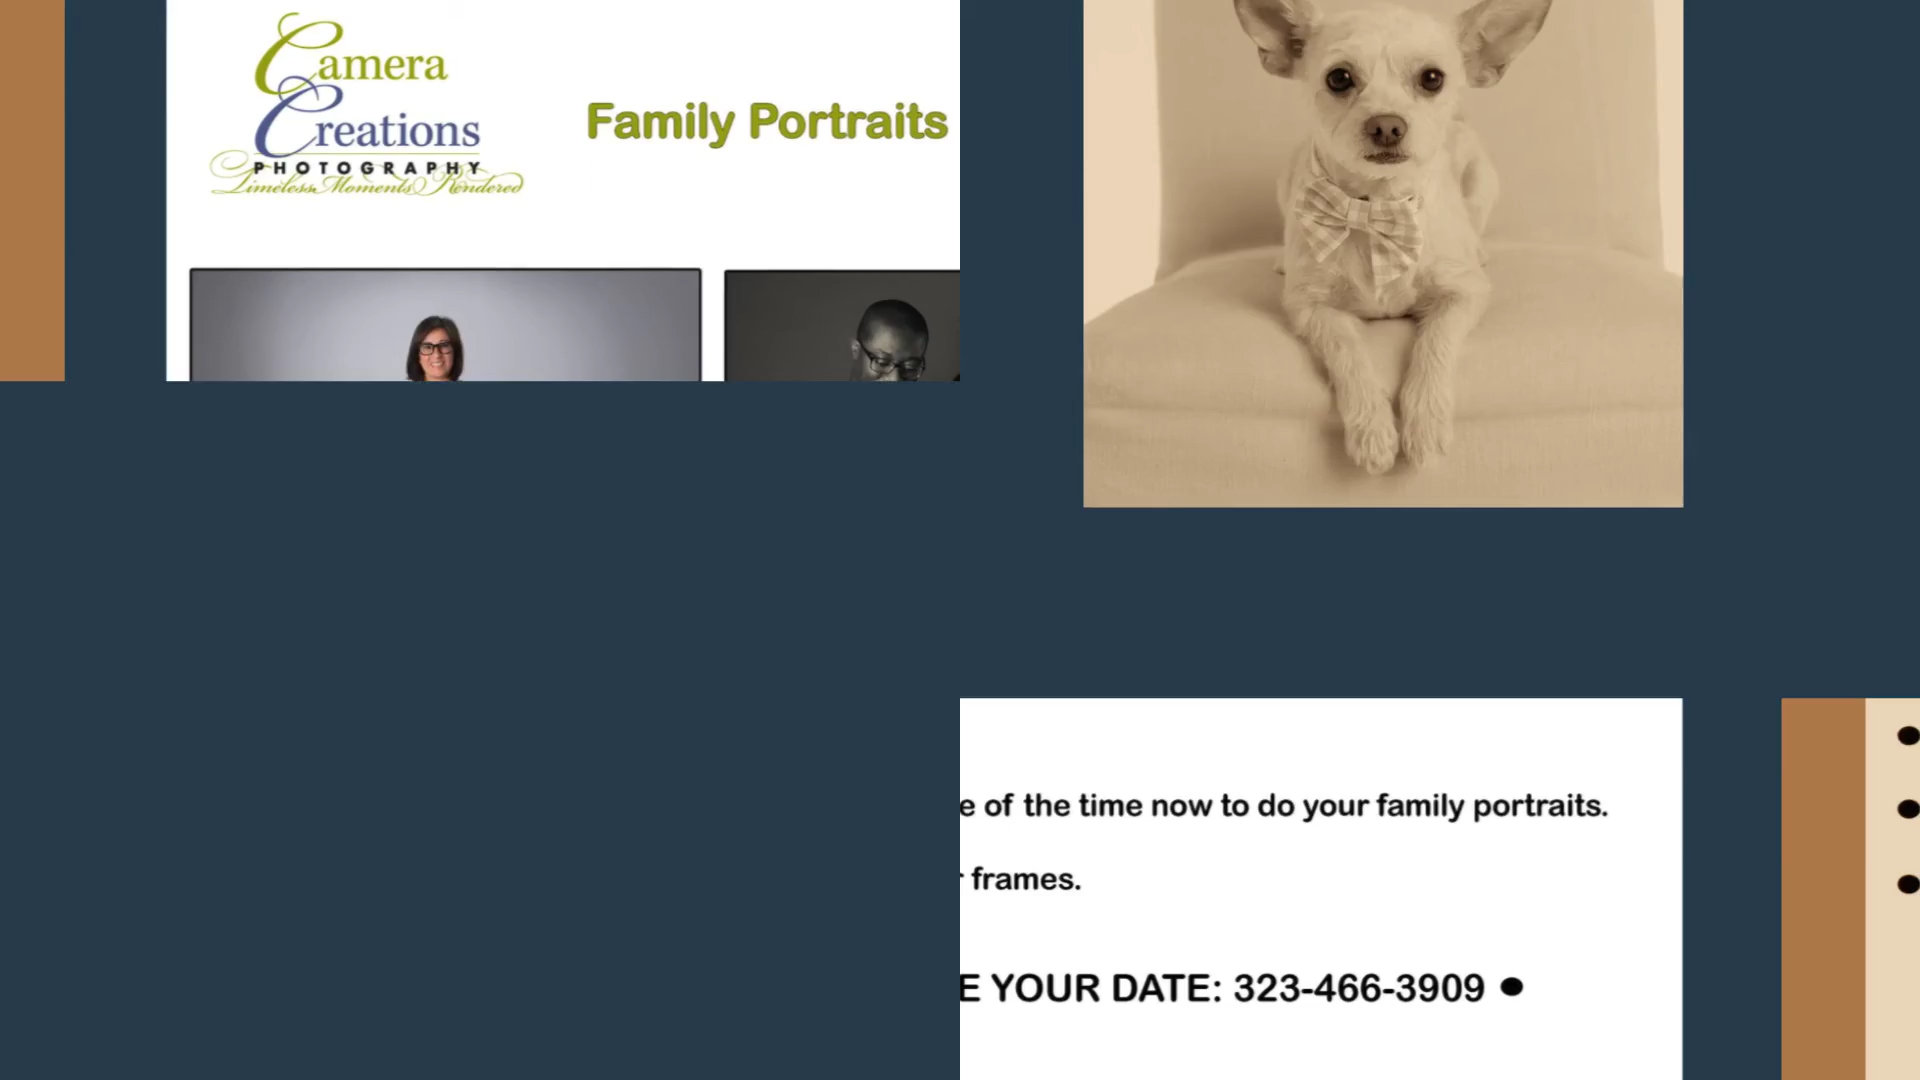 Camera
Creations
PHOTOGRAPHY
Timeless Moments Rendered
Family Portraits
of the time now to do your family portraits.
frames.
YOUR DATE: 323-466-3909 ●